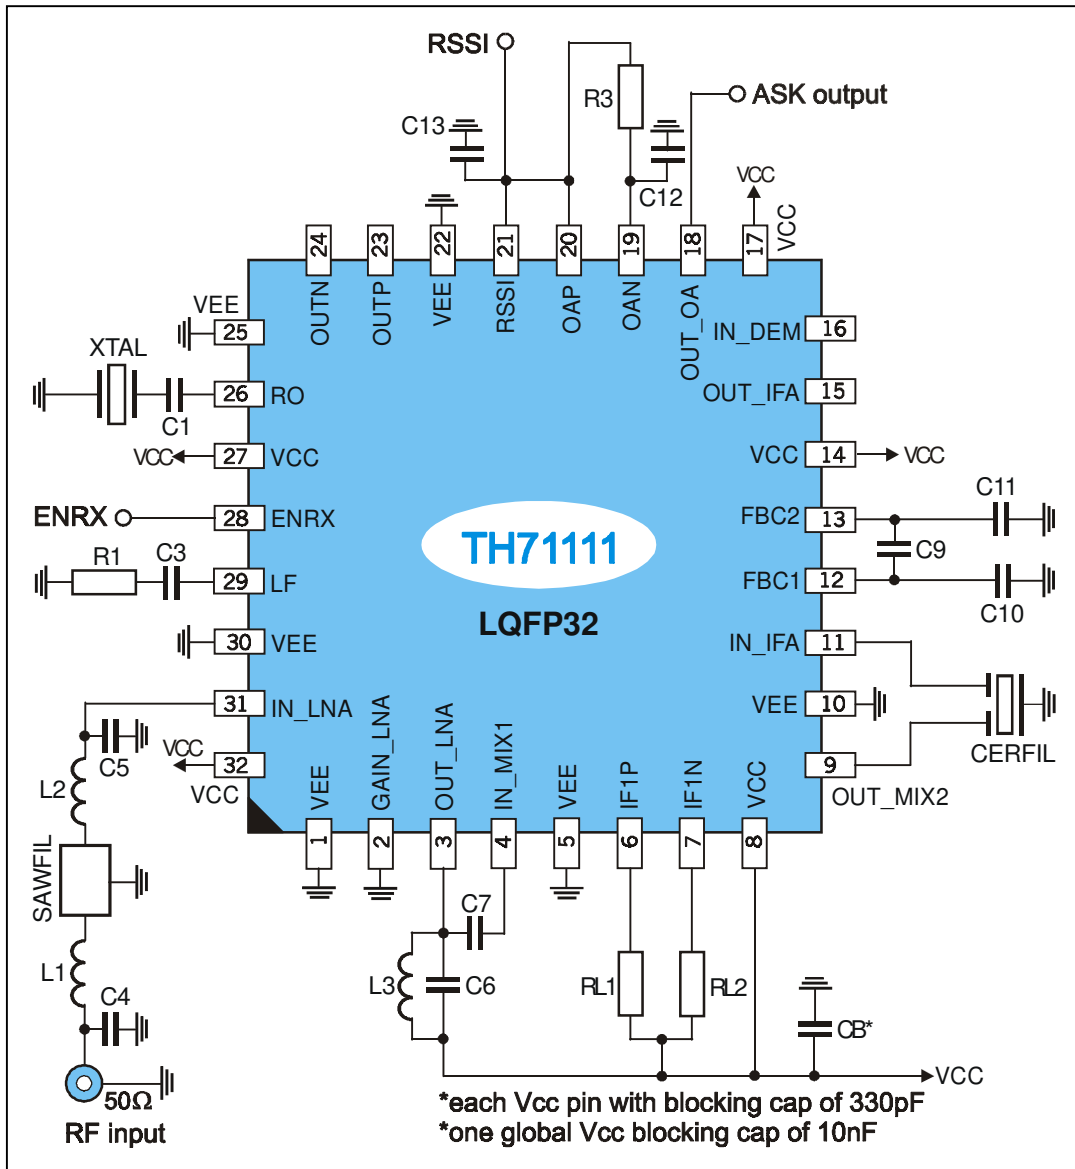 RSSI
R3
ASK output
C13
C12
VCC
VCC
24
23
22
21
20
19
18
17
OUTN
OUTP
VEE
RSSI
OAP
OAN
OUT_OA
VEE
25
IN_DEM
16
XTAL
C1
26
RO
OUT_IFA
15
VCC
27
VCC
VCC
14
VCC
ENRX
28
ENRX
FBC2
13
C11
C9
TH71111
R1
C3
29
LF
FBC1
12
C10
LQFP32
30
VEE
IN_IFA
11
31
IN_LNA
VEE
10
CERFIL
C5
VCC
32
VCC
9
OUT_MIX2
L2
VEE
GAIN_LNA
OUT_LNA
IN_MIX1
VEE
IF1P
IF1N
VCC
1
2
3
4
5
6
7
8
SAWFIL
C7
L1
L3
C6
RL1
RL2
C4
CB*
VCC
50Ω
RF input
*each Vcc pin with blocking cap of 330pF
*one global Vcc blocking cap of 10nF